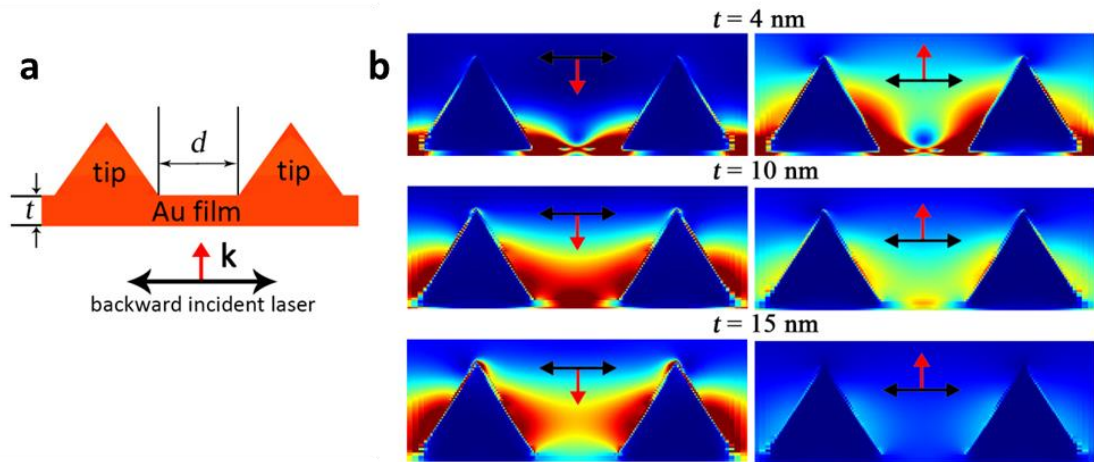 a
b
t = 4 nm
d
tip
tip
t
Au film
k
backward incident laser
t = 10 nm
t = 15 nm